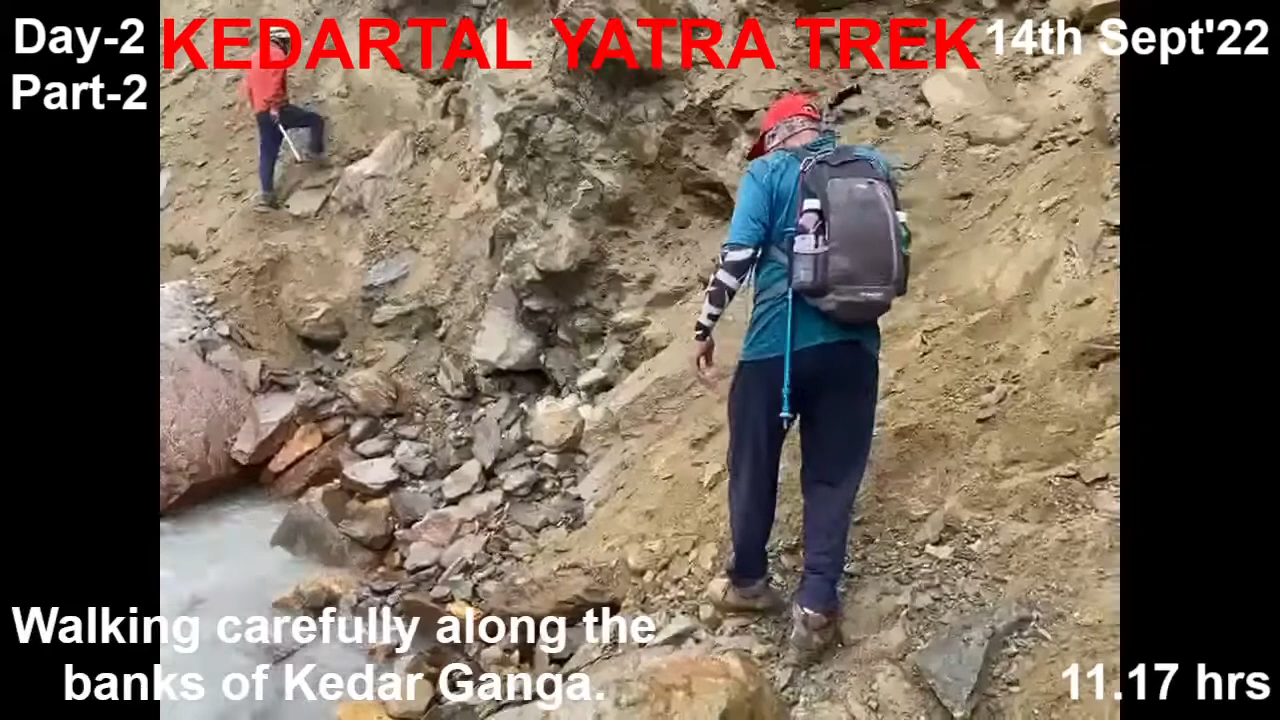 Day-2
Part-2
KEDARTAL YATRA TREK
14th Sept'22
Walking carefully along the
banks of Kedar Ganga.
11.17 hrs